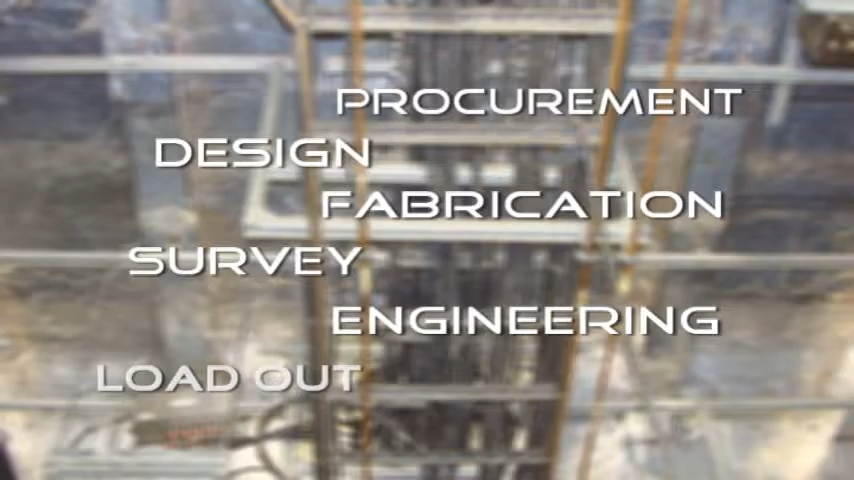 PROCUREMENT
DESIGN
FABRICATION
SURVEY
ENGINEERING
LOAD OUT